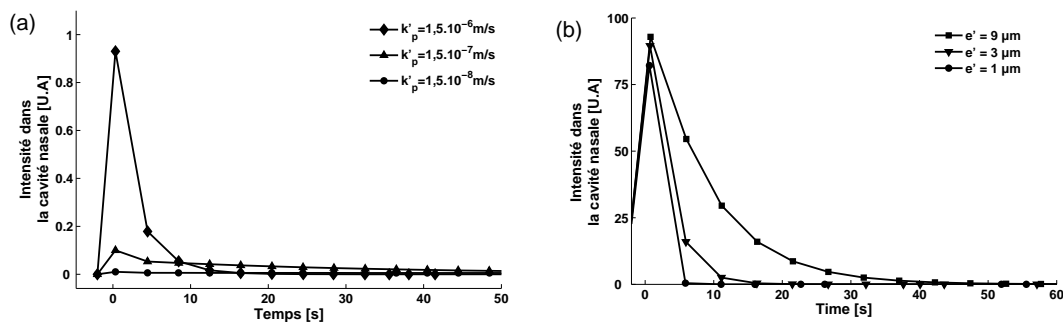 (a)
k'p=1,5.10-6m/s
k'p=1,5.10-7m/s
k'p=1,5.10-8m/s
Intensité dans
la cavité nasale [U.A]
1
0.8
0.6
0.4
0.2
0
0 10 20 30 40 50
Temps [s]
(b)
e' = 9 µm
e' = 3 µm
e' = 1 µm
Intensité dans
la cavité nasale [U.A]
100
75
50
25
0
0 10 20 30 40 50 60
Time [s]